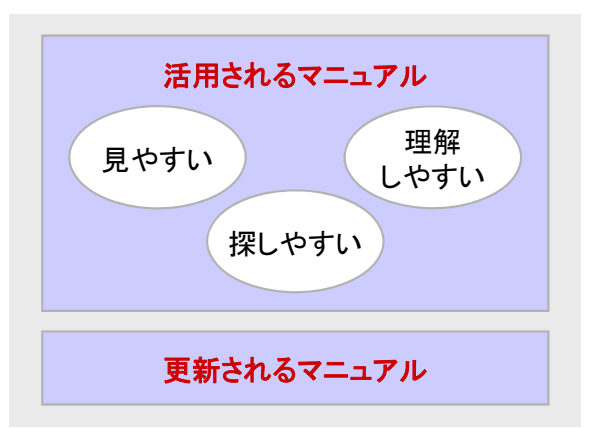 活用されるマニュアル
見やすい
理解
しやすい
探しやすい
更新されるマニュアル